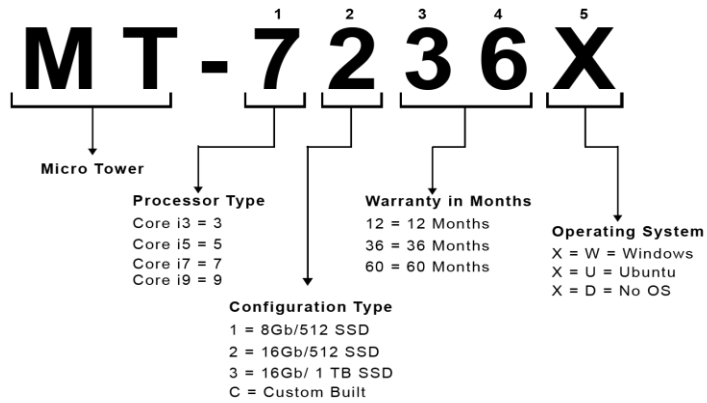 1 2 3 4 5
MT-7236X
Micro Tower
Processor Type
Core i3 = 3
Core i5 = 5
Core i7 = 7
Core i9 = 9
Configuration Type
1 = 8Gb/512 SSD
2 = 16Gb/512 SSD
3 = 16Gb/ 1 TB SSD
C = Custom Built
Warranty in Months
12 = 12 Months
36 = 36 Months
60 = 60 Months
Operating System
X = W = Windows
X = U = Ubuntu
X = D = No OS